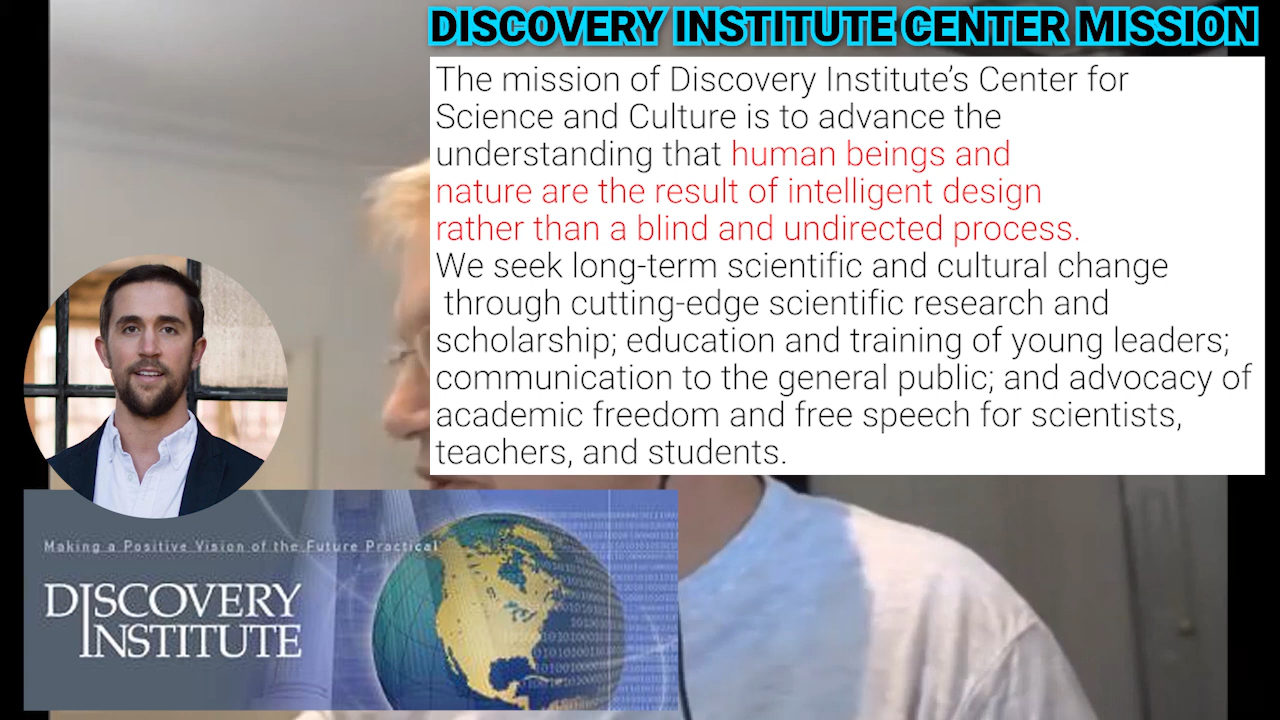 DISCOVERY INSTITUTE CENTER MISSION
The mission of Discovery Institute’s Center for
Science and Culture is to advance the
understanding that human beings and
nature are the result of intelligent design
rather than a blind and undirected process.
We seek long-term scientific and cultural change
through cutting-edge scientific research and
scholarship; education and training of young leaders;
communication to the general public; and advocacy of
academic freedom and free speech for scientists,
teachers, and students.
Making a Positive Vision of the Future Practical
DISCOVERY
INSTITUTE